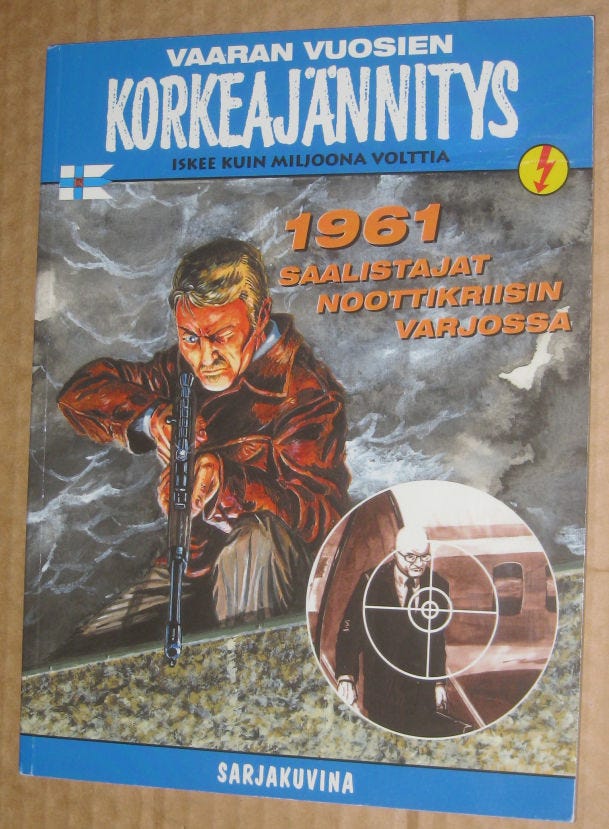 VAARAN VUOSIEN
KORKEAJÄNNITYS
ISKEE KUIN MILJOONA VOLTTIA
1961
SAALISTAJAT
NOOTTIKRIISIN
VARJOSSA
SARJAKUVINA